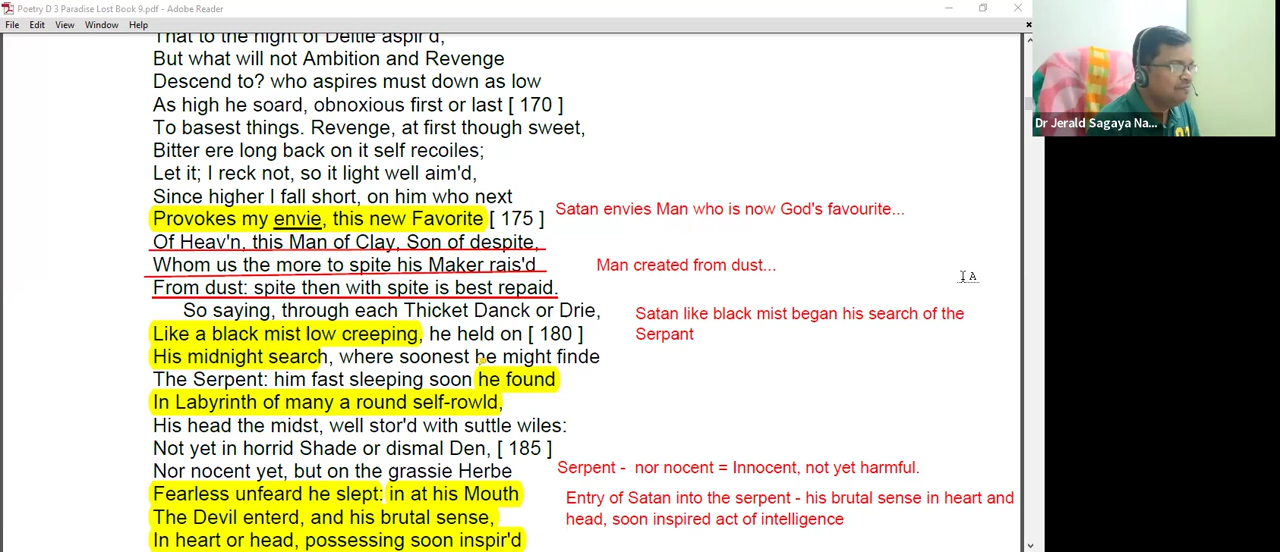 Poetry D 3 Paradise Lost Book 9.pdf - Adobe Reader
File Edit View Window Help
That to the hight of Deitie aspir'd,
But what will not Ambition and Revenge
Descend to? who aspires must down as low
As high he soard, obnoxious first or last [ 170 ]
To basest things. Revenge, at first though sweet,
Bitter ere long back on it self recoiles;
Let it; I reck not, so it light well aim'd,
Since higher I fall short, on him who next
Provokes my envie, this new Favorite [ 175 ]
Satan envies Man who is now God's favourite...
Of Heav'n, this Man of Clay, Son of despite,
Whom us the more to spite his Maker rais'd
Man created from dust...
From dust: spite then with spite is best repaid.
So saying, through each Thicket Danck or Drie,
Satan like black mist began his search of the
Serpant
Like a black mist low creeping, he held on [ 180 ]
His midnight search, where soonest he might finde
The Serpent: him fast sleeping soon he found
In Labyrinth of many a round self-rowld,
His head the midst, well stor'd with suttle wiles:
Not yet in horrid Shade or dismal Den, [ 185 ]
Nor nocent yet, but on the grassie Herbe
Serpent - nor nocent = Innocent, not yet harmful.
Fearless unfeard he slept: in at his Mouth
Entry of Satan into the serpent - his brutal sense in heart and
head, soon inspired act of intelligence
The Devil enterd, and his brutal sense,
In heart or head, possessing soon inspir'd
Dr Jerald Sagaya Na...
A